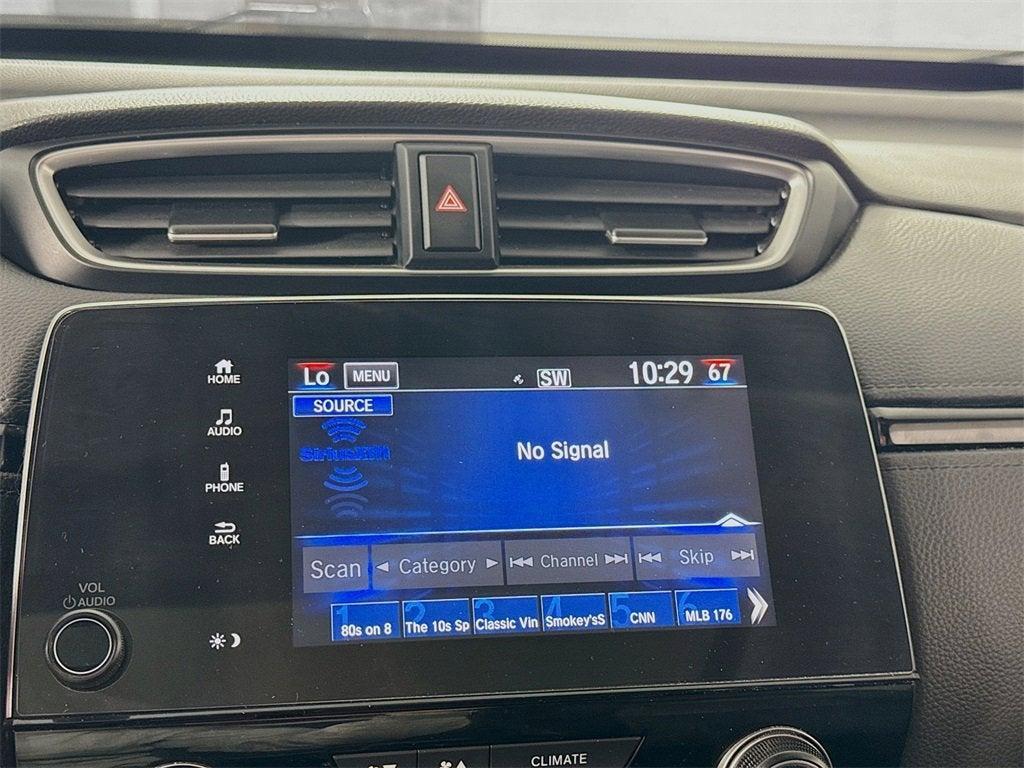 HOME
AUDIO
PHONE
BACK
VOL
AUDIO
Lo MENU SW 10:29 67
SOURCE
SiriusXM
No Signal
Scan Category Channel Skip
1 80s on 8
2 The 10s Sp
3 Classic Vin
4 Smokey'sS
5 CNN
6 MLB 176
CLIMATE